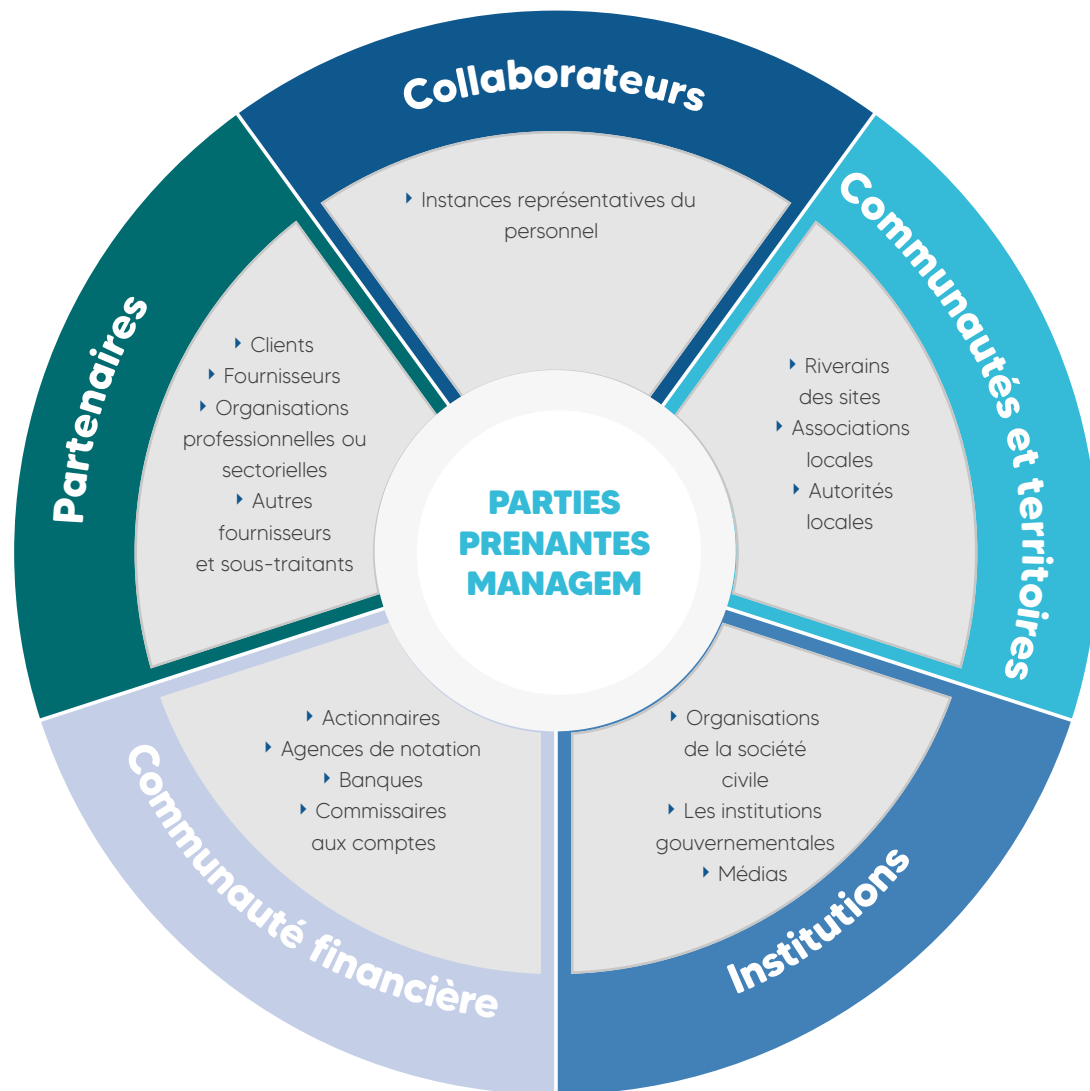 Collaborateurs
Instances représentatives du
personnel
Communautés et territoires
Riverains
des sites
Associations
locales
Autorités
locales
Institutions
Organisations
de la société
civile
Les institutions
gouvernementales
Médias
Communauté financière
Actionnaires
Agences de notation
Banques
Commissaires
aux comptes
Partenaires
Clients
Fournisseurs
Organisations
professionnelles ou
sectorielles
Autres
fournisseurs
et sous-traitants
PARTIES
PRENANTES
MANAGEM